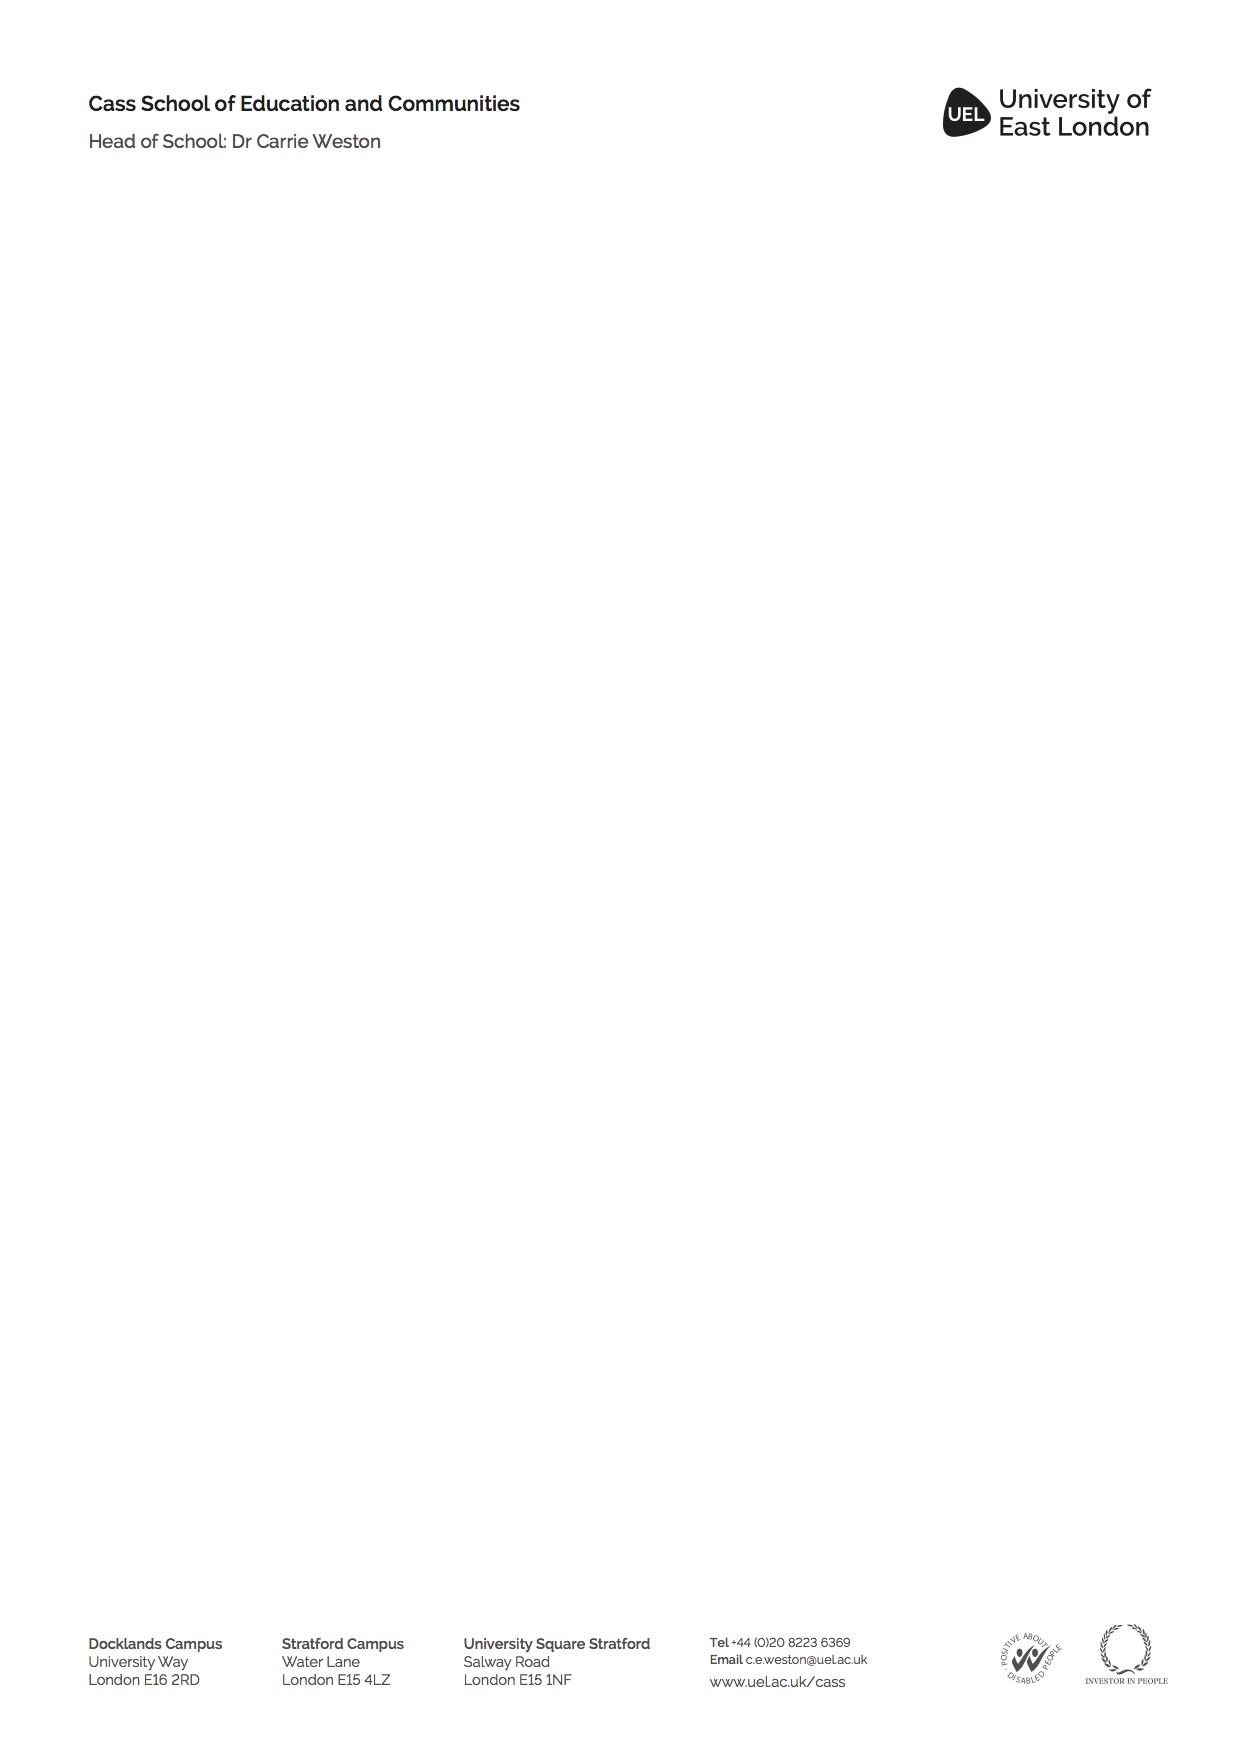 Cass School of Education and Communities
Head of School: Dr Carrie Weston
UEL
University of
East London
Docklands Campus
University Way
London E16 2RD
Stratford Campus
Water Lane
London E15 4LZ
University Square Stratford
Salway Road
London E15 1NF
Tel +44 (0)20 8223 6369
Email c.e.weston@uel.ac.uk
www.uel.ac.uk/cass
POSITIVE ABOUT DISABLED PEOPLE
INVESTOR IN PEOPLE